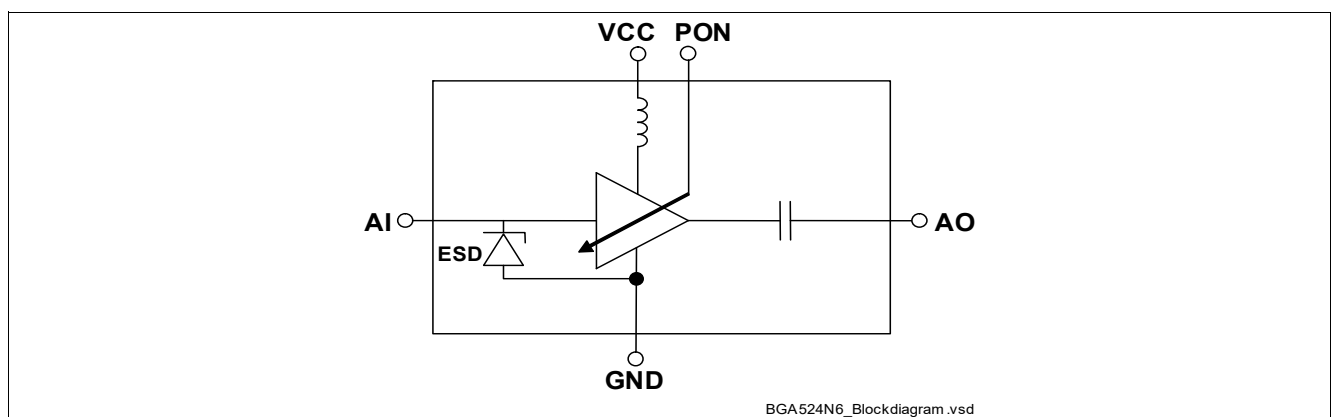 VCC PON
AI
ESD
AO
GND
BGA524N6_Blockdiagram.vsd